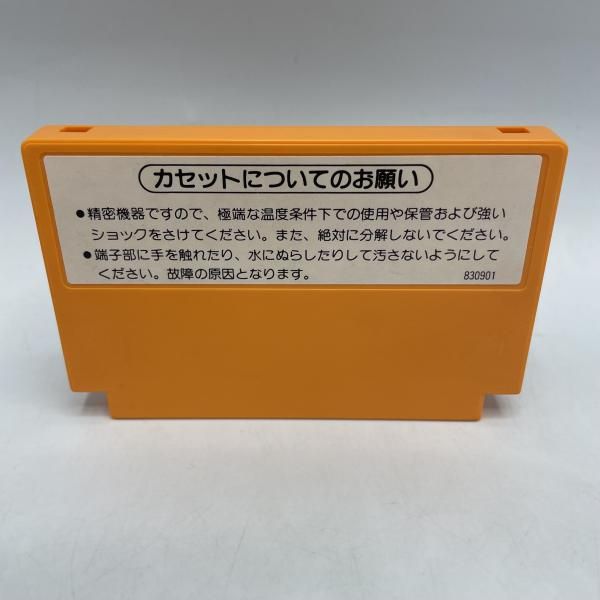 カセットについてのお願い
●精密機器ですので、極端な温度条件下での使用や保管および強い
ショックをさけてください。また、絶対に分解しないでください。
●端子部に手を触れたり、水にぬらしたりして汚さないようにして
ください。故障の原因となります。
830901